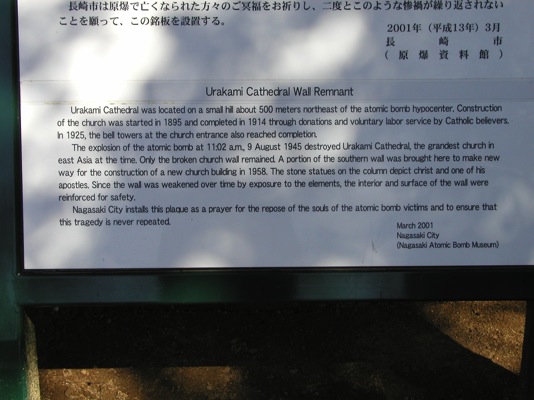 長崎市は原爆で亡くなられた方々のご冥福をお祈りし、二度とこのような惨禍が繰り返されない
ことを願って、この銘板を設置する。
2001年(平成13年)3月
長崎市
(原爆資料館)
Urakami Cathedral Wall Remnant
Urakami Cathedral was located on a small hill about 500 meters northeast of the atomic bomb hypocenter. Construction
of the church was started in 1895 and completed in 1914 through donations and voluntary labor service by Catholic believers.
In 1925, the bell towers at the church entrance also reached completion.
The explosion of the atomic bomb at 11:02 a.m., 9 August 1945 destroyed Urakami Cathedral, the grandest church in
east Asia at the time. Only the broken church wall remained. A portion of the southern wall was brought here to make new
way for the construction of a new church building in 1958. The stone statues on the column depict christ and one of his
apostles. Since the wall was weakened over time by exposure to the elements, the interior and surface of the wall were
reinforced for safety.
Nagasaki City installs this plaque as a prayer for the repose of the souls of the atomic bomb victims and to ensure that
this tragedy is never repeated.
March 2001
Nagasaki City
(Nagasaki Atomic Bomb Museum)